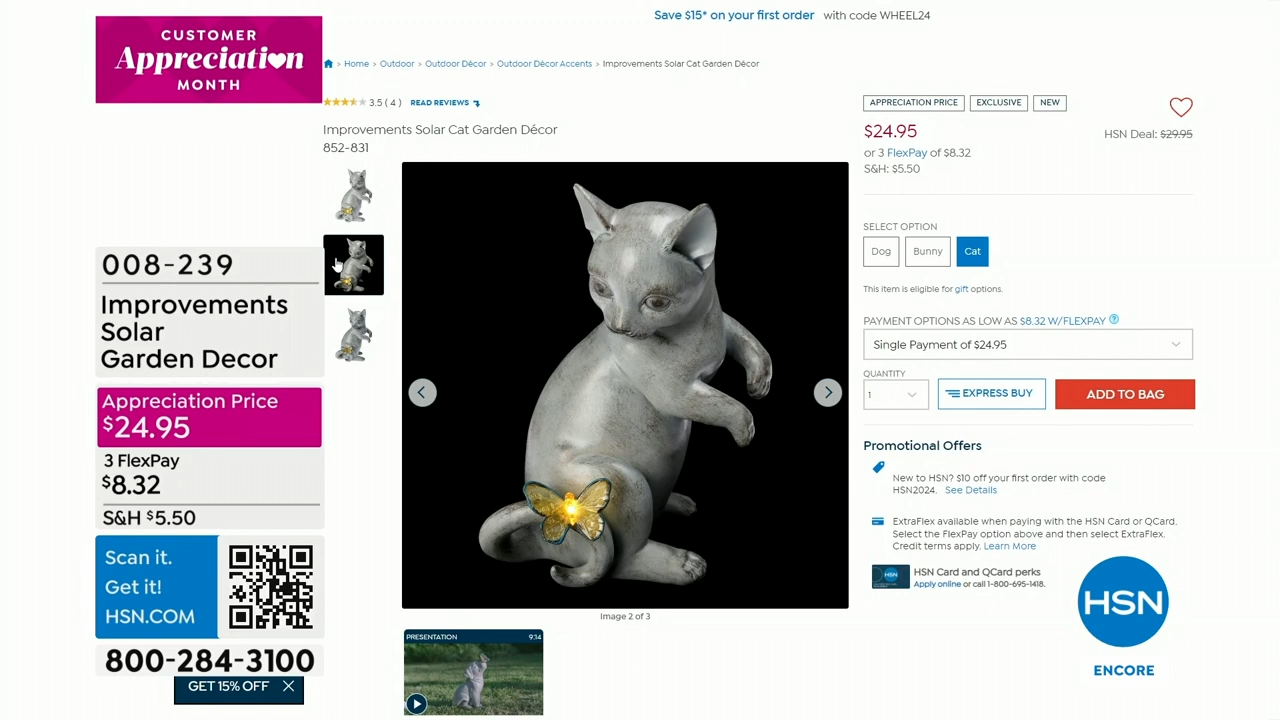 Save $15* on your first order with code WHEEL24
CUSTOMER
Appreciation
MONTH
> Home > Outdoor > Outdoor Décor > Outdoor Décor Accents > Improvements Solar Cat Garden Décor
3.5 ( 4 ) READ REVIEWS
Improvements Solar Cat Garden Décor
852-831
APPRECIATION PRICE
EXCLUSIVE
NEW
$24.95
HSN Deal: $29.95
or 3 FlexPay of $8.32
S&H: $5.50
SELECT OPTION
Dog
Bunny
Cat
This item is eligible for gift options.
PAYMENT OPTIONS AS LOW AS $8.32 W/FLEXPAY ?
Single Payment of $24.95
QUANTITY
1
EXPRESS BUY
ADD TO BAG
Promotional Offers
New to HSN? $10 off your first order with code
HSN2024. See Details
ExtraFlex available when paying with the HSN Card or QCard.
Select the FlexPay option above and then select ExtraFlex.
Credit terms apply. Learn More
HSN
HSN Card and QCard perks
Apply online or call 1-800-695-1418.
HSN
ENCORE
008-239
Improvements
Solar
Garden Decor
Appreciation Price
$24.95
3 FlexPay
$8.32
S&H $5.50
Scan it.
Get it!
HSN.COM
800-284-3100
GET 15% OFF
Image 2 of 3
PRESENTATION 9:14